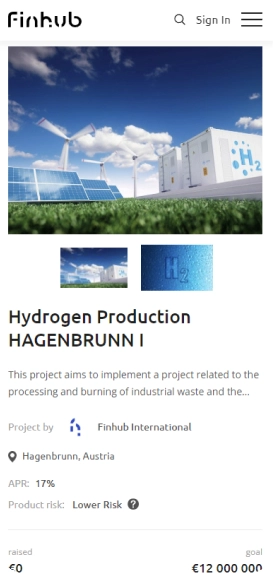 finhub
Sign In
H2
H2
Hydrogen Production
HAGENBRUNN I
This project aims to implement a project related to the
processing and burning of industrial waste and the...
Project by Finhub International
Hagenbrunn, Austria
APR: 17%
Product risk: Lower Risk ?
raised goal
€0 €12 000 000